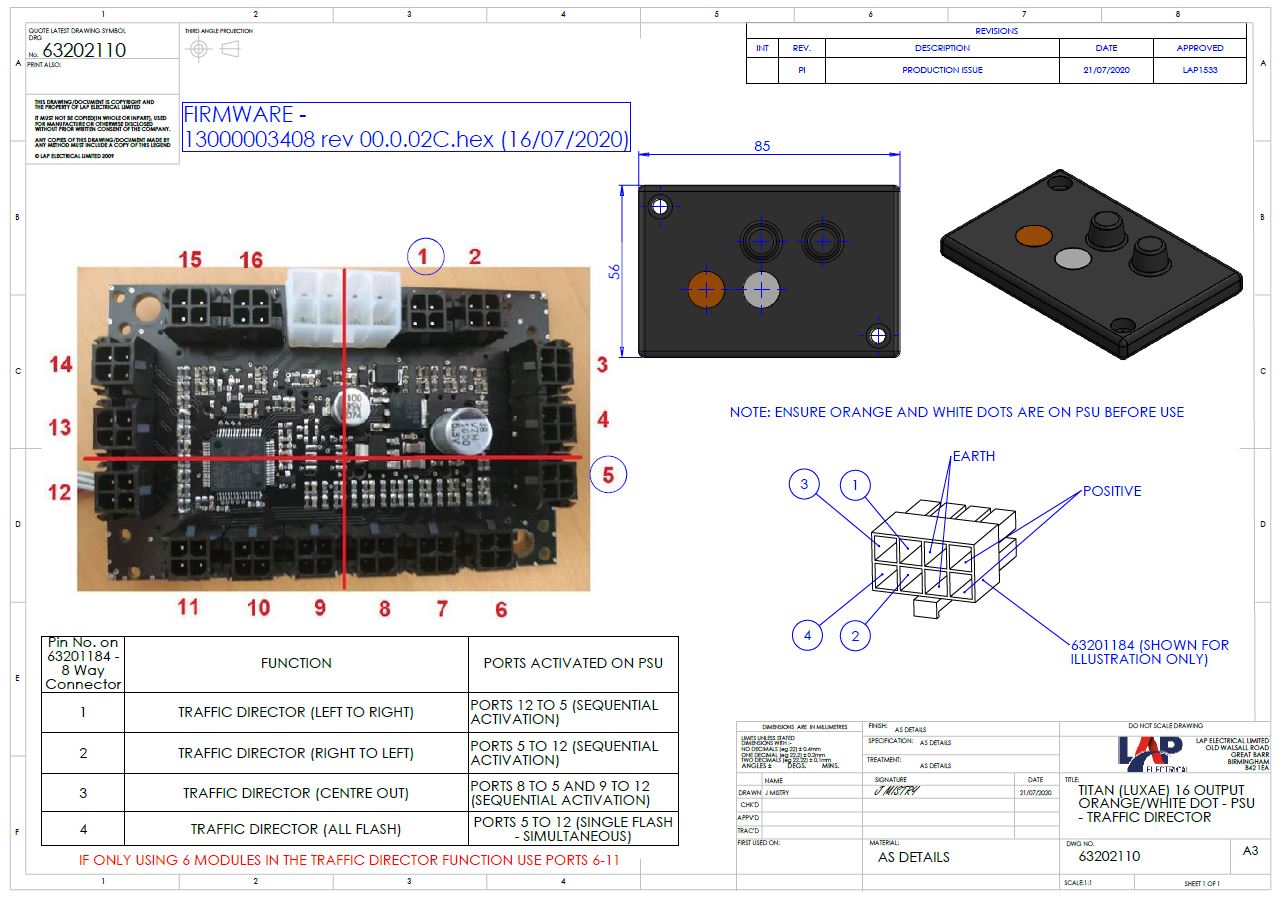 1 2 3 4 5 6 7 8
QUOTE LATEST DRAWING SYMBOL
DRG
No. 63202110
PRINT ALSO:
THIRD ANGLE PROJECTION
THIS DRAWING/DOCUMENT IS COPYRIGHT AND
THE PROPERTY OF LAP ELECTRICAL LIMITED
IT MUST NOT BE COPIED(IN WHOLE OR INPART), USED
FOR MANUFACTURE OR OTHERWISE DISCLOSED
WITHOUT PRIOR WRITTEN CONSENT OF THE COMPANY.
ANY COPIES OF THIS DRAWING/DOCUMENT MADE BY
ANY METHOD MUST INCLUDE A COPY OF THIS LEGEND
© LAP ELECTRICAL LIMITED 2009
REVISIONS
INT REV. DESCRIPTION DATE APPROVED
PI PRODUCTION ISSUE 21/07/2020 LAP1533
A A
B B
C C
D D
E E
F F
FIRMWARE -
13000003408 rev 00.0.02C.hex (16/07/2020)
85
56
15 16 1 2
14 3
13 4
12 5
11 10 9 8 7 6
NOTE: ENSURE ORANGE AND WHITE DOTS ARE ON PSU BEFORE USE
EARTH
3 1
POSITIVE
4 2
63201184 (SHOWN FOR
ILLUSTRATION ONLY)
Pin No. on
63201184 -
8 Way
Connector
FUNCTION
PORTS ACTIVATED ON PSU
1
TRAFFIC DIRECTOR (LEFT TO RIGHT)
PORTS 12 TO 5 (SEQUENTIAL
ACTIVATION)
2
TRAFFIC DIRECTOR (RIGHT TO LEFT)
PORTS 5 TO 12 (SEQUENTIAL
ACTIVATION)
3
TRAFFIC DIRECTOR (CENTRE OUT)
PORTS 8 TO 5 AND 9 TO 12
(SEQUENTIAL ACTIVATION)
4
TRAFFIC DIRECTOR (ALL FLASH)
PORTS 5 TO 12 (SINGLE FLASH
- SIMULTANEOUS)
IF ONLY USING 6 MODULES IN THE TRAFFIC DIRECTOR FUNCTION USE PORTS 6-11
DIMENSIONS ARE IN MILLIMETRES
LIMITS UNLESS STATED
DIMENSIONS WITH :-
NO DECIMALS (eg 22) ± 0.4mm
ONE DECIMAL (eg 22.2) ± 0.2mm
TWO DECIMALS (eg 22.22) ± 0.1mm
ANGLES ± DEGS. MINS.
FINISH: AS DETAILS
SPECIFICATION: AS DETAILS
TREATMENT:
AS DETAILS
DO NOT SCALE DRAWING
LAP
ELECTRICAL
LAP ELECTRICAL LIMITED
OLD WALSALL ROAD
GREAT BARR
BIRMINGHAM
B42 1EA
NAME SIGNATURE DATE
DRAWN J.MISTRY J MISTRY 21/07/2020
CHK'D
APPV'D
TRAC'D
TITLE:
TITAN (LUXAE) 16 OUTPUT
ORANGE/WHITE DOT - PSU
- TRAFFIC DIRECTOR
FIRST USED ON:
MATERIAL:
AS DETAILS
DWG NO.
63202110
A3
SCALE:1:1
SHEET 1 OF 1
1 2 3 4